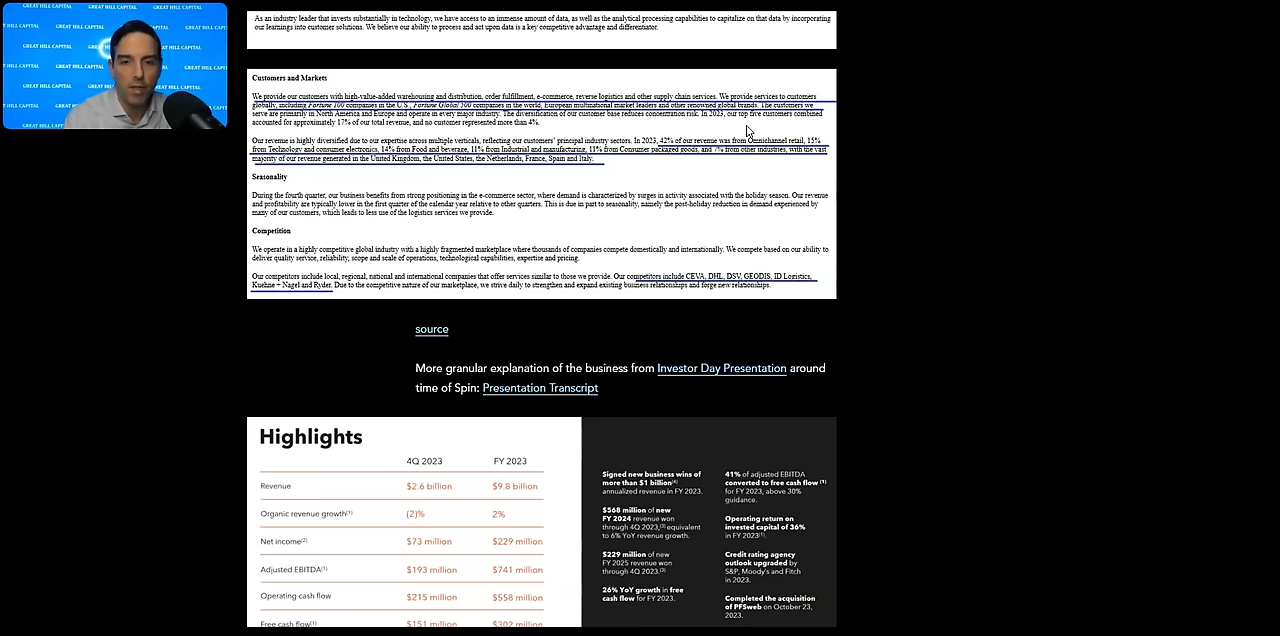 GREAT HILL CAPITAL
GREAT HILL CAPITAL
GREAT HILL CAPITAL
As an industry leader that invests substantially in technology, we have access to an immense amount of data, as well as the analytical processing capabilities to capitalize on that data by incorporating
our learnings into customer solutions. We believe our ability to process and act upon data is a key competitive advantage and differentiator.
Customers and Markets
We provide our customers with high-value-added warehousing and distribution, order fulfillment, e-commerce, reverse logistics and other supply chain services. We provide services to customers
globally, including Fortune 100 companies in the U.S., Fortune Global 500 companies in the world, European multinational market leaders and other renowned global brands. The customers we
serve are primarily in North America and Europe and operate in every major industry. The diversification of our customer base reduces concentration risk. In 2023, our top five customers combined
accounted for approximately 17% of our total revenue, and no customer represented more than 4%.
Our revenue is highly diversified due to our expertise across multiple verticals, reflecting our customers' principal industry sectors. In 2023, 42% of our revenue was from Omnichannel retail, 15%
from Technology and consumer electronics, 14% from Food and beverage, 11% from Industrial and manufacturing, 11% from Consumer packaged goods, and 7% from other industries, with the vast
majority of our revenue generated in the United Kingdom, the United States, the Netherlands, France, Spain and Italy.
Seasonality
During the fourth quarter, our business benefits from strong positioning in the e-commerce sector, where demand is characterized by surges in activity associated with the holiday season. Our revenue
and profitability are typically lower in the first quarter of the calendar year relative to other quarters. This is due in part to seasonality, namely the post-holiday reduction in demand experienced by
many of our customers, which leads to less use of the logistics services we provide.
Competition
We operate in a highly competitive global industry with a highly fragmented marketplace where thousands of companies compete domestically and internationally. We compete based on our ability to
deliver quality service, reliability, scope and scale of operations, technological capabilities, expertise and pricing.
Our competitors include local, regional, national and international companies that offer services similar to those we provide. Our competitors include CEVA, DHL, DSV, GEODIS, ID Logistics,
Kuehne + Nagel and Ryder. Due to the competitive nature of our marketplace, we strive daily to strengthen and expand existing business relationships and forge new relationships.
source
More granular explanation of the business from Investor Day Presentation around
time of Spin: Presentation Transcript
Highlights
4Q 2023 FY 2023
Revenue $2.6 billion $9.8 billion
Organic revenue growth(1) (2)% 2%
Net income(2) $73 million $229 million
Adjusted EBITDA(1) $193 million $741 million
Operating cash flow $215 million $558 million
Free cash flow(1) $151 million $302 million
Signed new business wins of
more than $1 billion(4)
annualized revenue in FY 2023.
$568 million of new
FY 2024 revenue won
through 4Q 2023,(3) equivalent
to 6% YoY revenue growth.
$229 million of new
FY 2025 revenue won
through 4Q 2023.(3)
26% YoY growth in free
cash flow for FY 2023.
41% of adjusted EBITDA
converted to free cash flow (1)
for FY 2023, above 30%
guidance.
Operating return on
invested capital of 36%
in FY 2023(1).
Credit rating agency
outlook upgraded by
S&P, Moody's and Fitch
in 2023.
Completed the acquisition
of PFSweb on October 23,
2023.